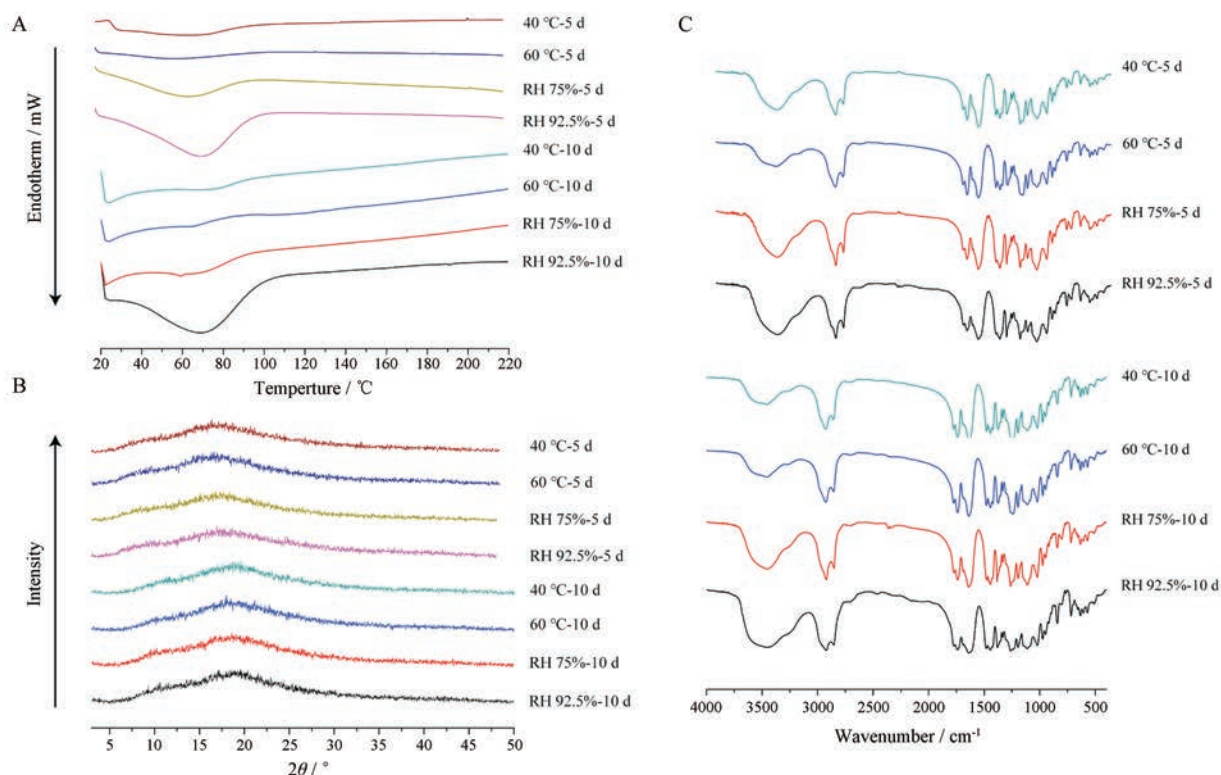 A
40 ℃-5 d
60 ℃-5 d
RH 75%-5 d
RH 92.5%-5 d
40 ℃-10 d
60 ℃-10 d
RH 75%-10 d
RH 92.5%-10 d
Endotherm / mW
20 40 60 80 100 120 140 160 180 200 220
Temperture / ℃
B
40 ℃-5 d
60 ℃-5 d
RH 75%-5 d
RH 92.5%-5 d
40 ℃-10 d
60 ℃-10 d
RH 75%-10 d
RH 92.5%-10 d
Intensity
5 10 15 20 25 30 35 40 45 50
2θ / °
C
40 ℃-5 d
60 ℃-5 d
RH 75%-5 d
RH 92.5%-5 d
40 ℃-10 d
60 ℃-10 d
RH 75%-10 d
RH 92.5%-10 d
4000 3500 3000 2500 2000 1500 1000 500
Wavenumber / cm⁻¹